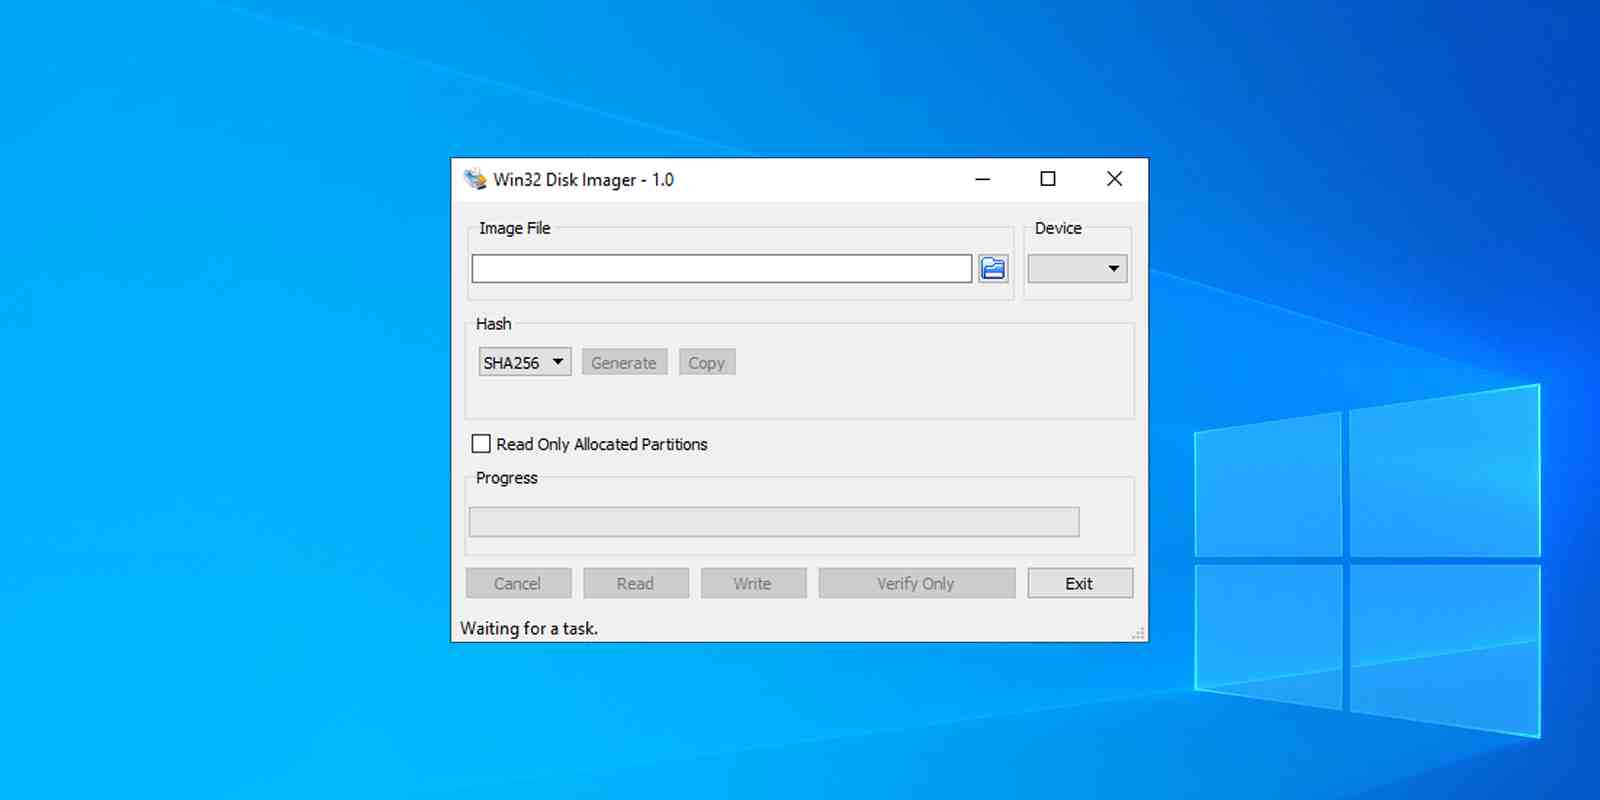 Win32 Disk Imager - 1.0
Image File
Device
Hash
SHA256 Generate Copy
Read Only Allocated Partitions
Progress
Cancel Read Write Verify Only Exit
Waiting for a task.